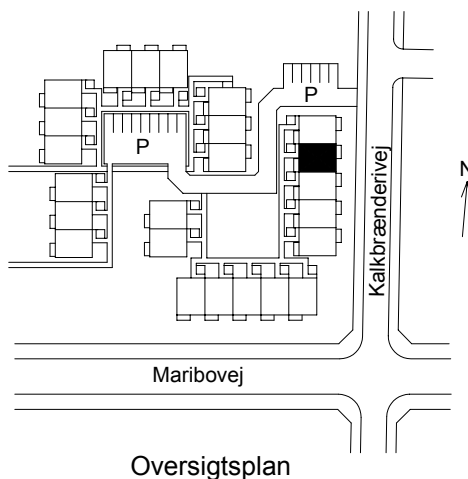 P
P
N
Kalkbrænderivej
Maribovej
Oversigtsplan